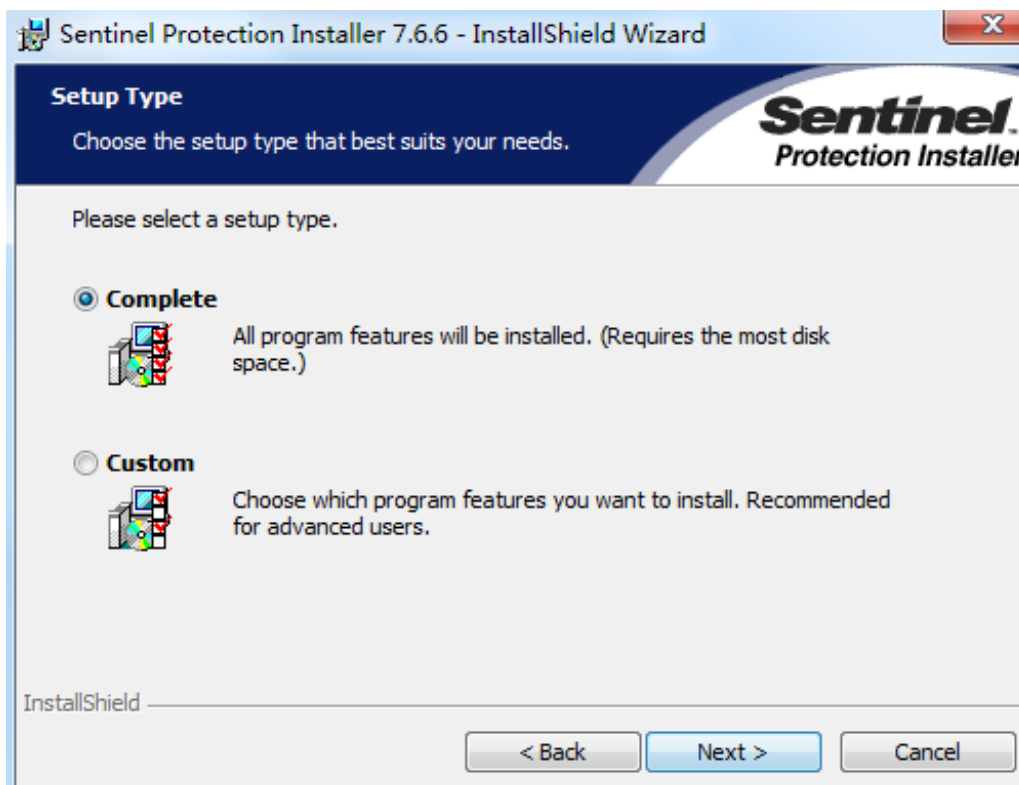 Sentinel Protection Installer 7.6.6 - InstallShield Wizard
Setup Type
Choose the setup type that best suits your needs.
Sentinel.
Protection Installer
Please select a setup type.
Complete
All program features will be installed. (Requires the most disk
space.)
Custom
Choose which program features you want to install. Recommended
for advanced users.
InstallShield
< Back
Next >
Cancel